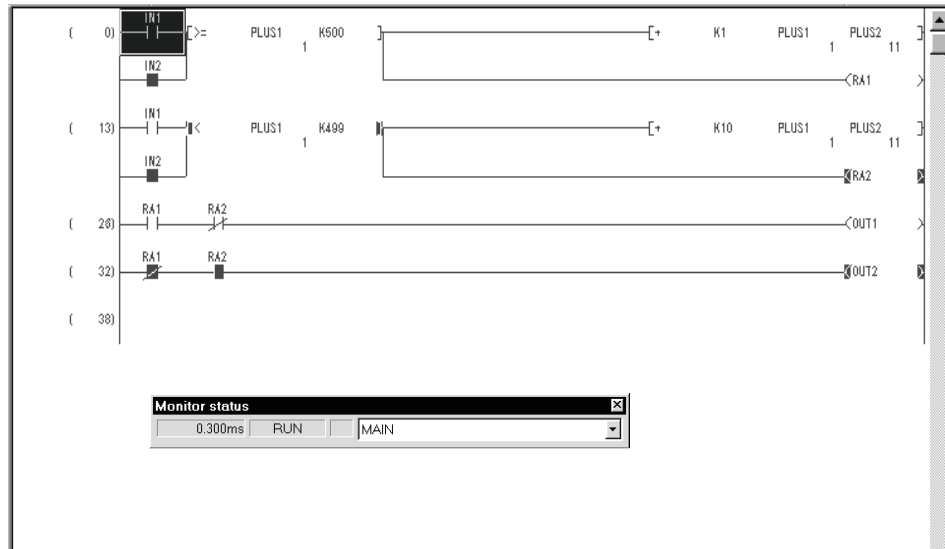 IN1
( 0) [>= PLUS1 K500 ] [+ K1 PLUS1 PLUS2 ]
1 1 11
IN2
(RA1 )
IN1
( 13) [< PLUS1 K499 ] [+ K10 PLUS1 PLUS2 ]
1 1 11
IN2
(RA2 )
RA1 RA2
( 26) (OUT1 )
RA1 RA2
( 32) (OUT2 )
( 38)
Monitor status
0.300ms RUN MAIN